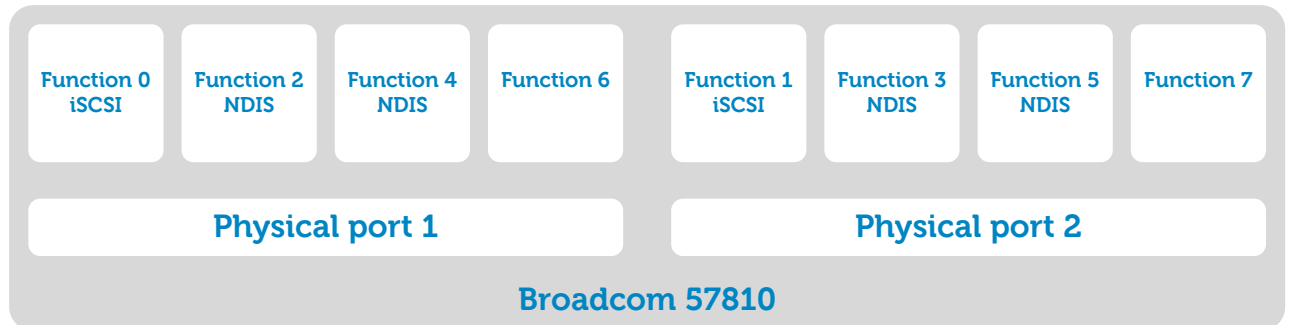 Function 0
iSCSI
Function 2
NDIS
Function 4
NDIS
Function 6
Function 1
iSCSI
Function 3
NDIS
Function 5
NDIS
Function 7
Physical port 1
Physical port 2
Broadcom 57810